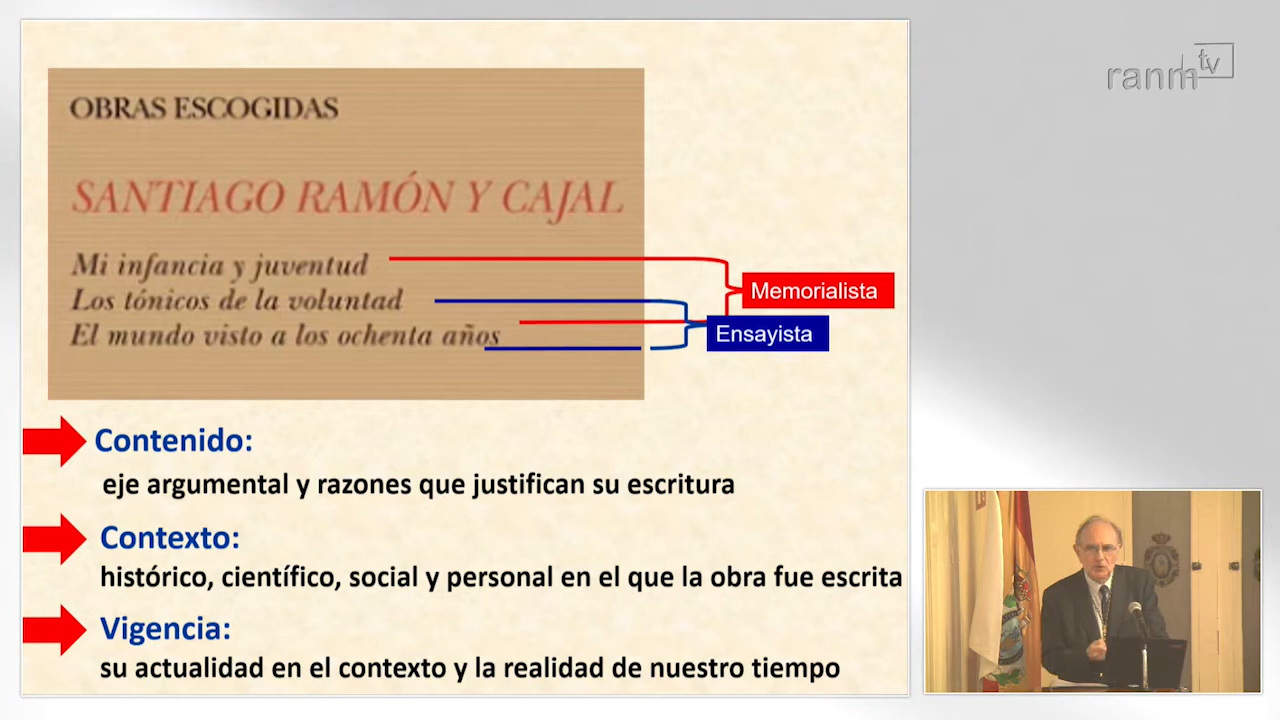 OBRAS ESCOGIDAS
SANTIAGO RAMÓN Y CAJAL
Mi infancia y juventud
Los tónicos de la voluntad
El mundo visto a los ochenta años
Memorialista
Ensayista
Contenido:
eje argumental y razones que justifican su escritura
Contexto:
histórico, científico, social y personal en el que la obra fue escrita
Vigencia:
su actualidad en el contexto y la realidad de nuestro tiempo
ranm tv